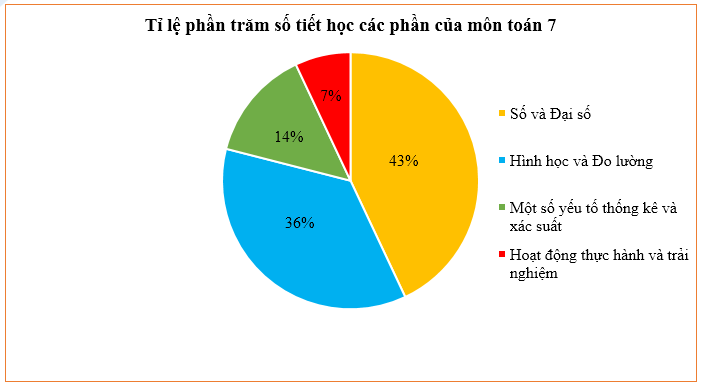 Tỉ lệ phần trăm số tiết học các phần của môn toán 7
7%
14%
43%
36%
Số và Đại số
Hình học và Đo lường
Một số yếu tố thống kê và
xác suất
Hoạt động thực hành và trải
nghiệm